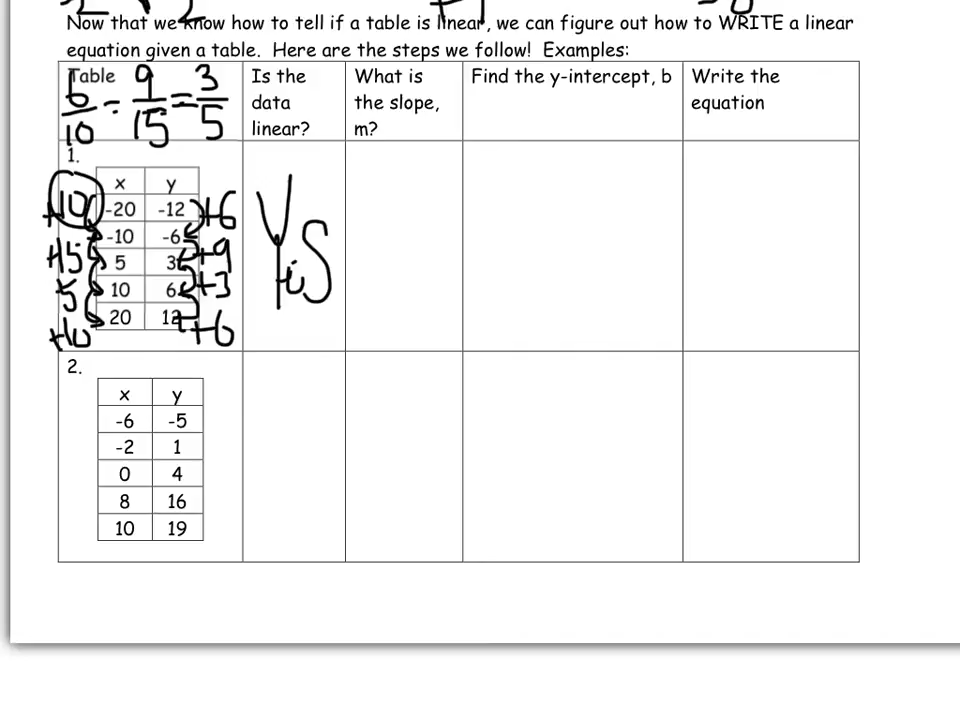 Now that we know how to tell if a table is linear, we can figure out how to WRITE a linear
equation given a table. Here are the steps we follow! Examples:
Table
6/10 = 9/15 = 3/5
Is the data linear?
What is the slope, m?
Find the y-intercept, b
Write the equation
1.
x y
+10 -20 -12 +6
-10 -6
+15 5 3 +9
5 10 6 +3
+10 20 12 +6
Yes
2.
x y
-6 -5
-2 1
0 4
8 16
10 19